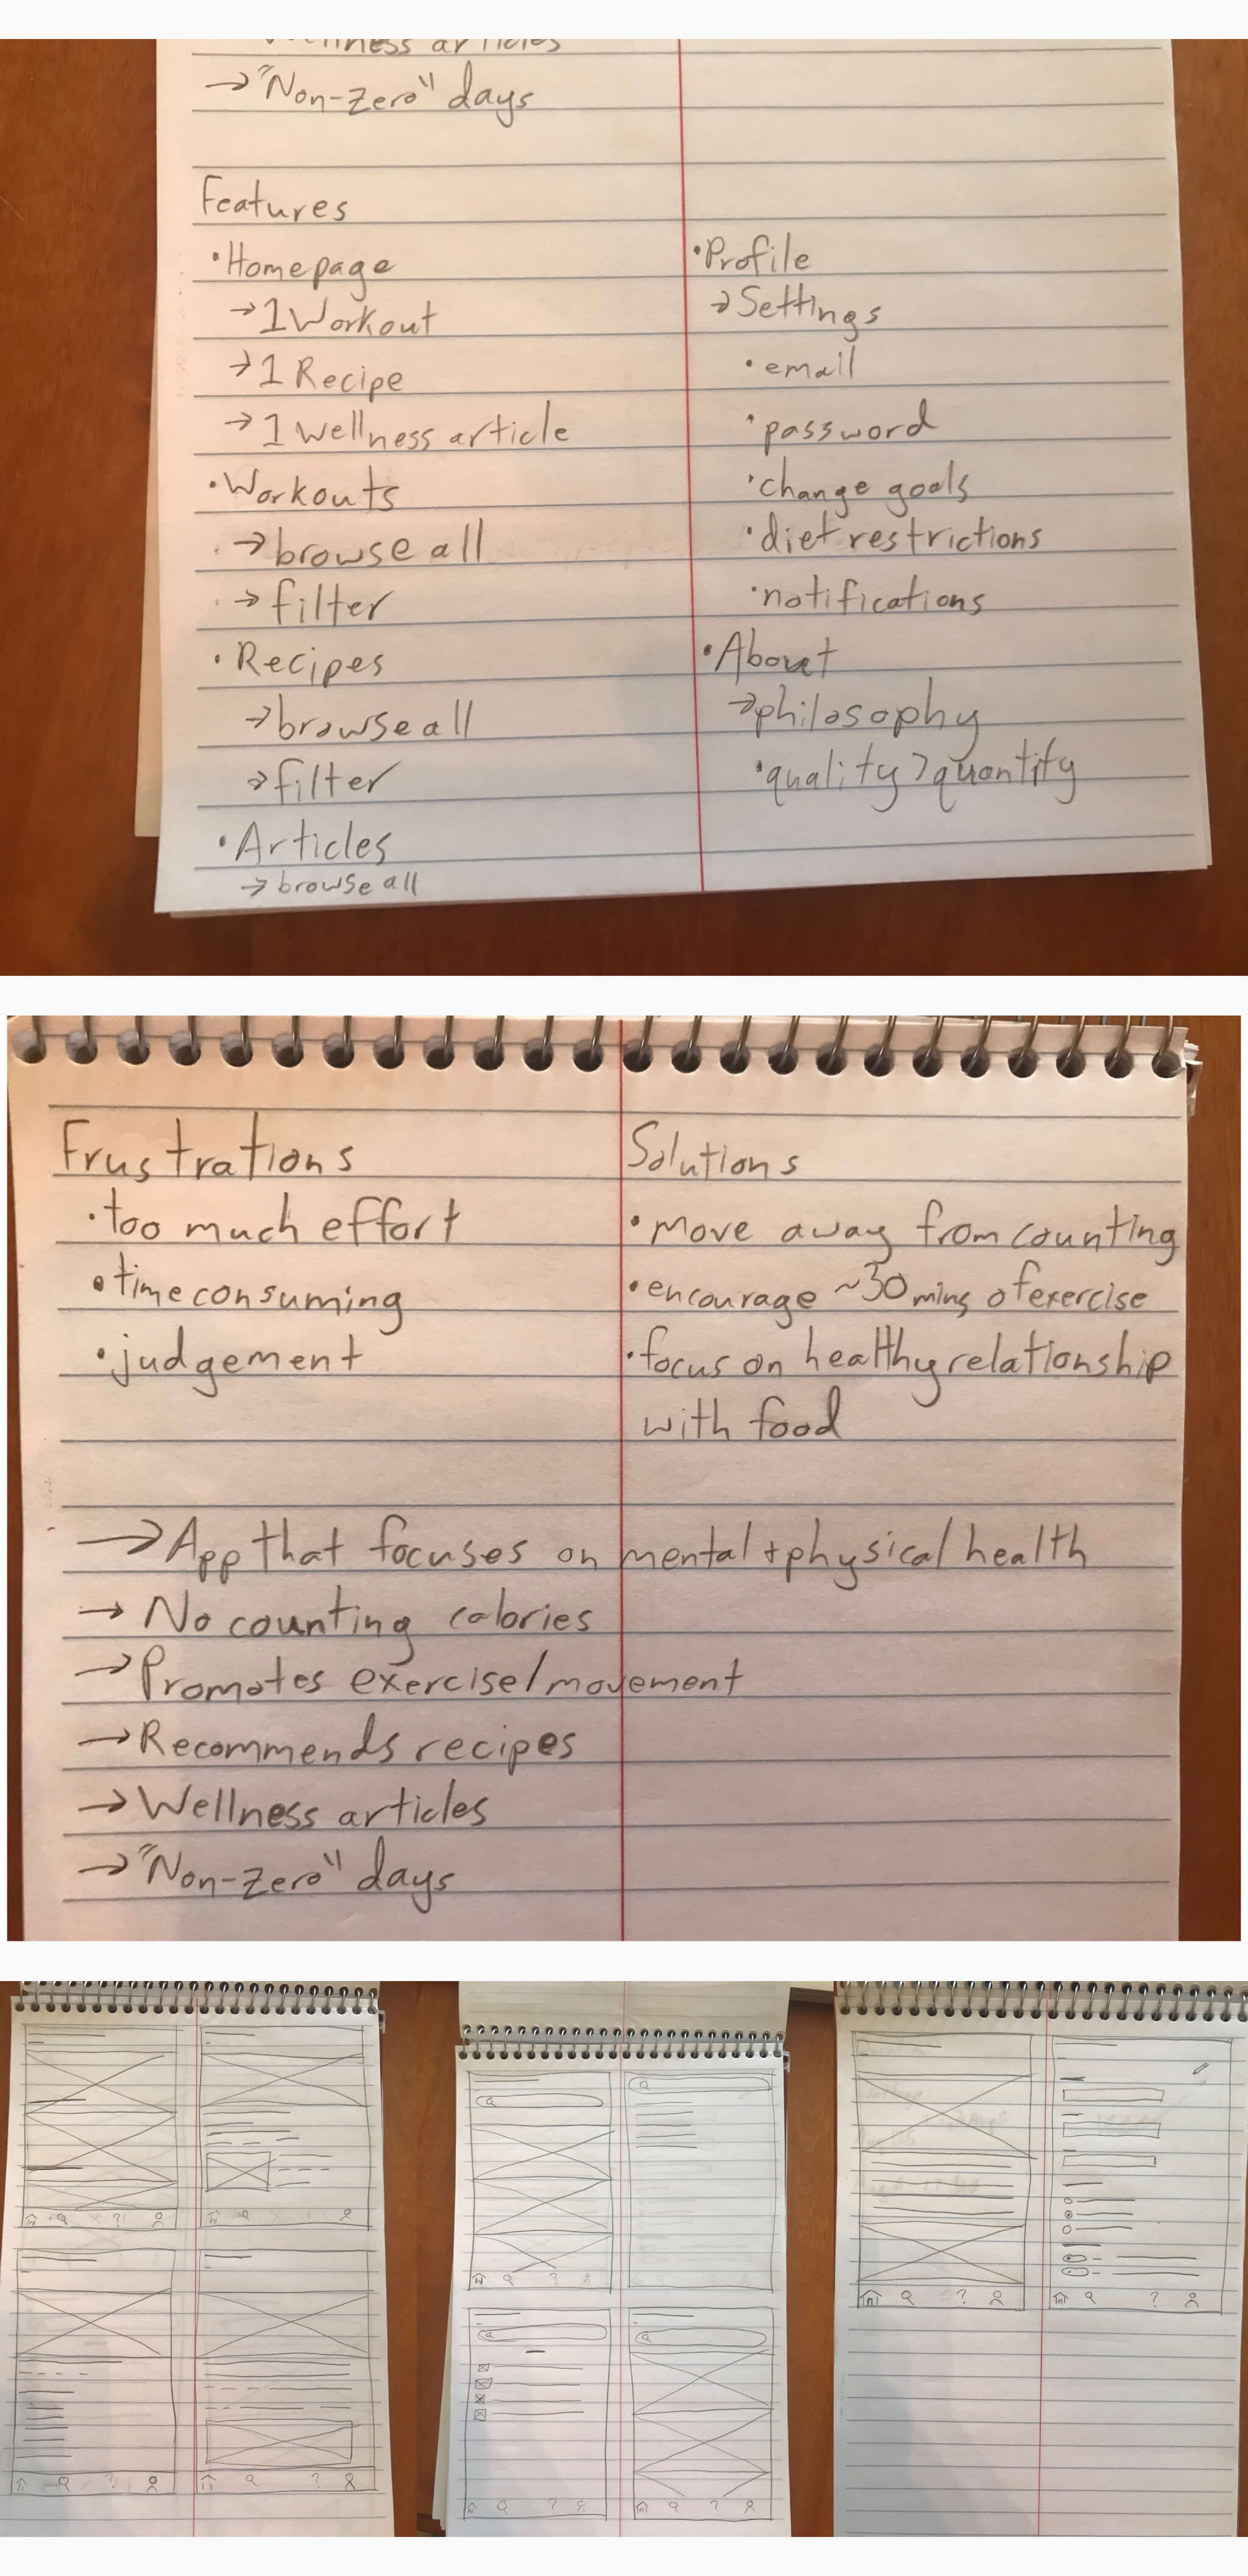 Wellness articles
→ "Non-zero" days
Features
• Homepage
→ 1 Workout
→ 1 Recipe
→ 1 wellness article
• Workouts
→ browse all
→ filter
• Recipes
→ browse all
→ filter
• Articles
→ browse all
• Profile
→ Settings
• email
• password
• change goals
• diet restrictions
• notifications
• About
→ philosophy
• quality > quantity
Frustrations
• too much effort
• time consuming
• judgement
Solutions
• move away from counting
• encourage ~30 mins of exercise
• focus on healthy relationship
with food
→ App that focuses on mental + physical health
→ No counting calories
→ Promotes exercise/movement
→ Recommends recipes
→ Wellness articles
→ "Non-zero" days